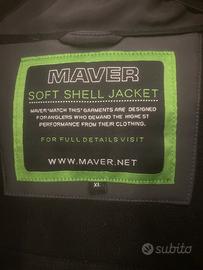 MAVER
SOFT SHELL JACKET
MAVER "MATCH THIS" GARMENTS ARE DESIGNED
FOR ANGLERS WHO DEMAND THE HIGHEST
PERFORMANCE FROM THEIR CLOTHING.
FOR FULL DETAILS VISIT
WWW.MAVER.NET
XL
subito